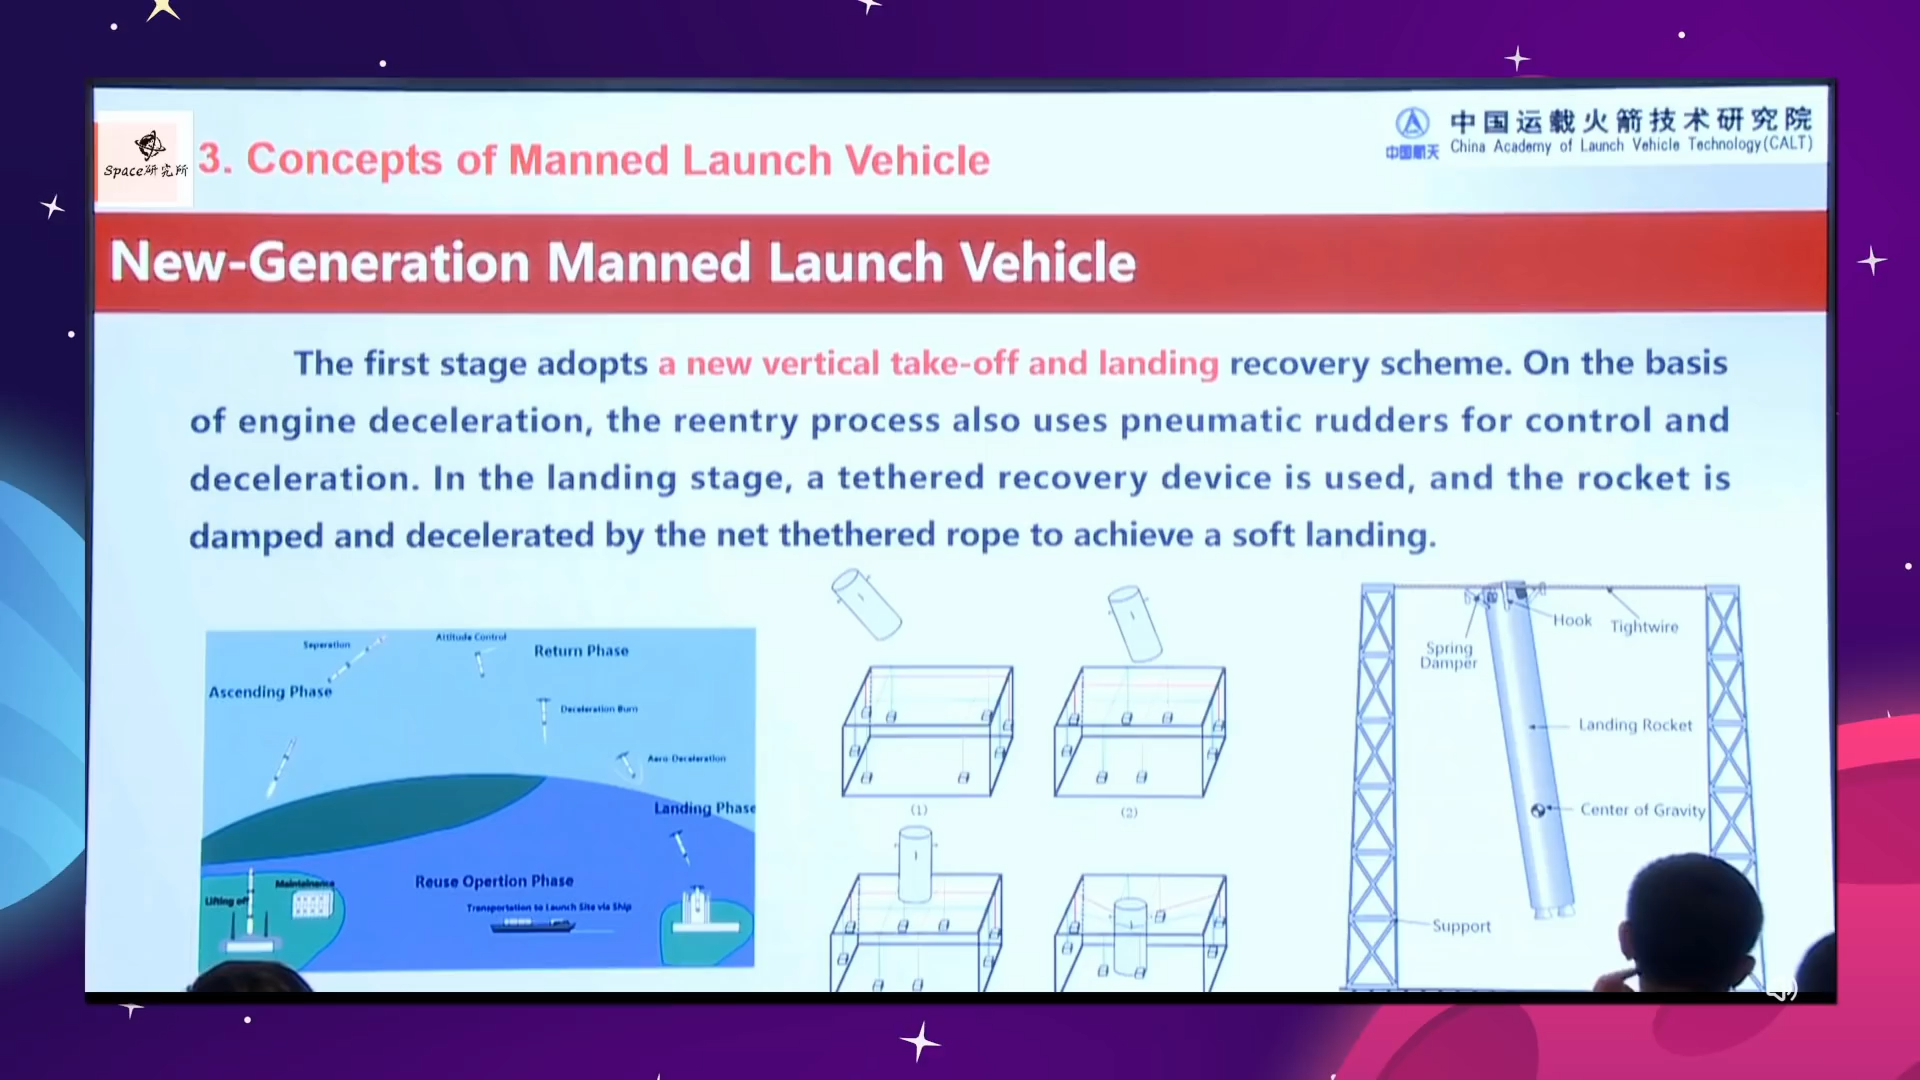 Space研究所
3. Concepts of Manned Launch Vehicle
中国航天
中国运载火箭技术研究院
China Academy of Launch Vehicle Technology(CALT)
New-Generation Manned Launch Vehicle
The first stage adopts a new vertical take-off and landing recovery scheme. On the basis
of engine deceleration, the reentry process also uses pneumatic rudders for control and
deceleration. In the landing stage, a tethered recovery device is used, and the rocket is
damped and decelerated by the net thethered rope to achieve a soft landing.
Seperation
Attitude Control
Return Phase
Ascending Phase
Deceleration Burn
Aero-Deceleration
Landing Phase
Reuse Opertion Phase
Maintainance
Lifting off
Transportation to Launch Site via Ship
(1)
(2)
Hook
Tightwire
Spring
Damper
Landing Rocket
Center of Gravity
Support